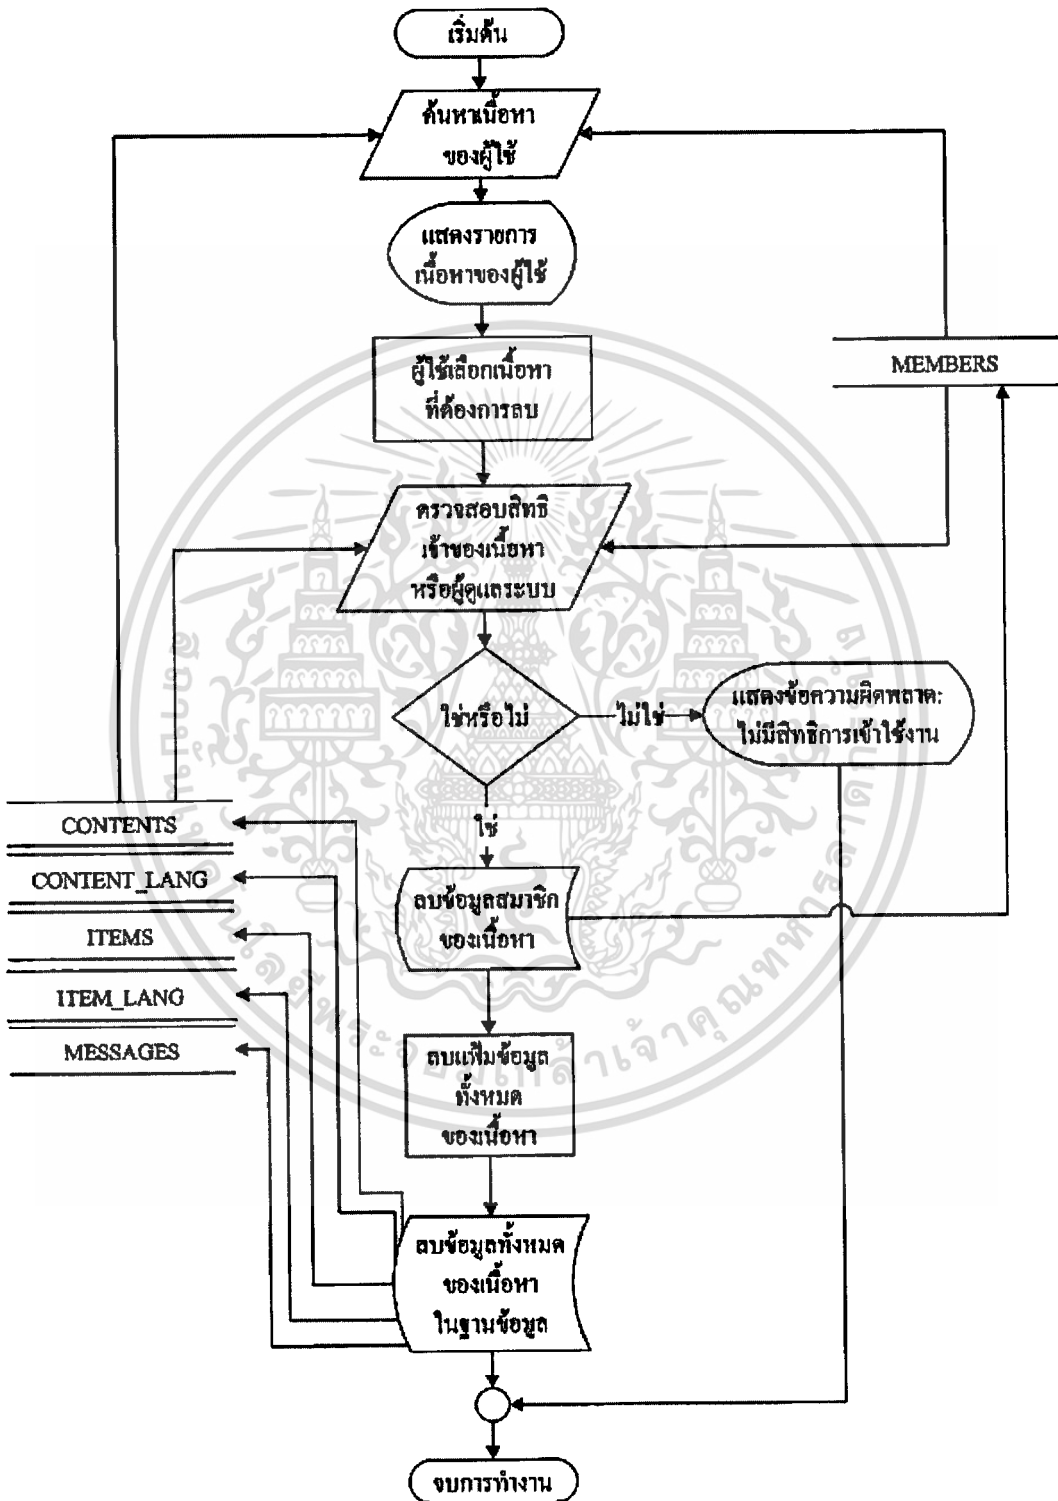 เริ่มต้น
ค้นหาเนื้อหา
ของผู้ใช้
แสดงรายการ
เนื้อหาของผู้ใช้
MEMBERS
ผู้ใช้เลือกเนื้อหา
ที่ต้องการลบ
ตรวจสอบสิทธิ
เจ้าของเนื้อหา
หรือผู้ดูแลระบบ
ใช่หรือไม่
ไม่ใช่
แสดงข้อความผิดพลาด:
ไม่มีสิทธิการเข้าใช้งาน
ใช่
CONTENTS
CONTENT_LANG
ITEMS
ITEM_LANG
MESSAGES
ลบข้อมูลสมาชิก
ของเนื้อหา
ลบแฟ้มข้อมูล
ทั้งหมด
ของเนื้อหา
ลบข้อมูลทั้งหมด
ของเนื้อหา
ในฐานข้อมูล
จบการทำงาน